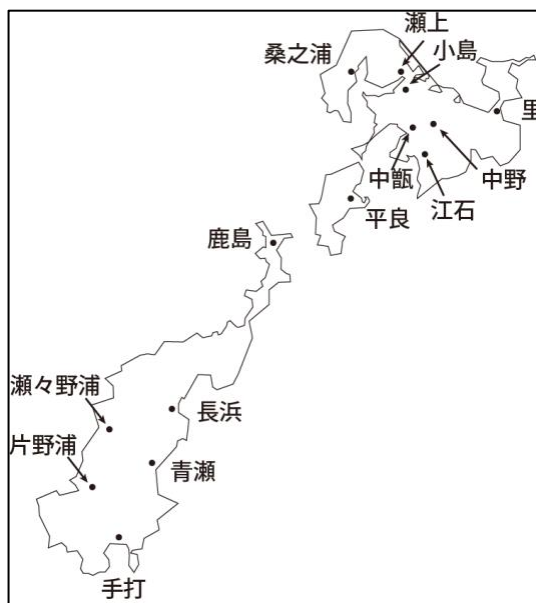 瀬上
小島
桑之浦
里
中甑
中野
江石
平良
鹿島
瀬々野浦
長浜
片野浦
青瀬
手打